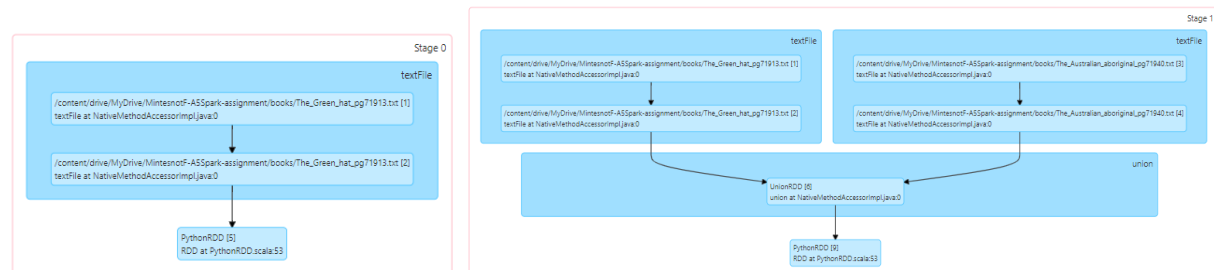 Stage 0
textFile
/content/drive/MyDrive/MintesnotF-A5Spark-assignment/books/The_Green_hat_pg71913.txt [1]
textFile at NativeMethodAccessorImpl.java:0
/content/drive/MyDrive/MintesnotF-A5Spark-assignment/books/The_Green_hat_pg71913.txt [2]
textFile at NativeMethodAccessorImpl.java:0
PythonRDD [5]
RDD at PythonRDD.scala:53
Stage 1
textFile
/content/drive/MyDrive/MintesnotF-A5Spark-assignment/books/The_Green_hat_pg71913.txt [1]
textFile at NativeMethodAccessorImpl.java:0
/content/drive/MyDrive/MintesnotF-A5Spark-assignment/books/The_Green_hat_pg71913.txt [2]
textFile at NativeMethodAccessorImpl.java:0
textFile
/content/drive/MyDrive/MintesnotF-A5Spark-assignment/books/The_Australian_aboriginal_pg71940.txt [3]
textFile at NativeMethodAccessorImpl.java:0
/content/drive/MyDrive/MintesnotF-A5Spark-assignment/books/The_Australian_aboriginal_pg71940.txt [4]
textFile at NativeMethodAccessorImpl.java:0
union
UnionRDD [6]
union at NativeMethodAccessorImpl.java:0
PythonRDD [9]
RDD at PythonRDD.scala:53